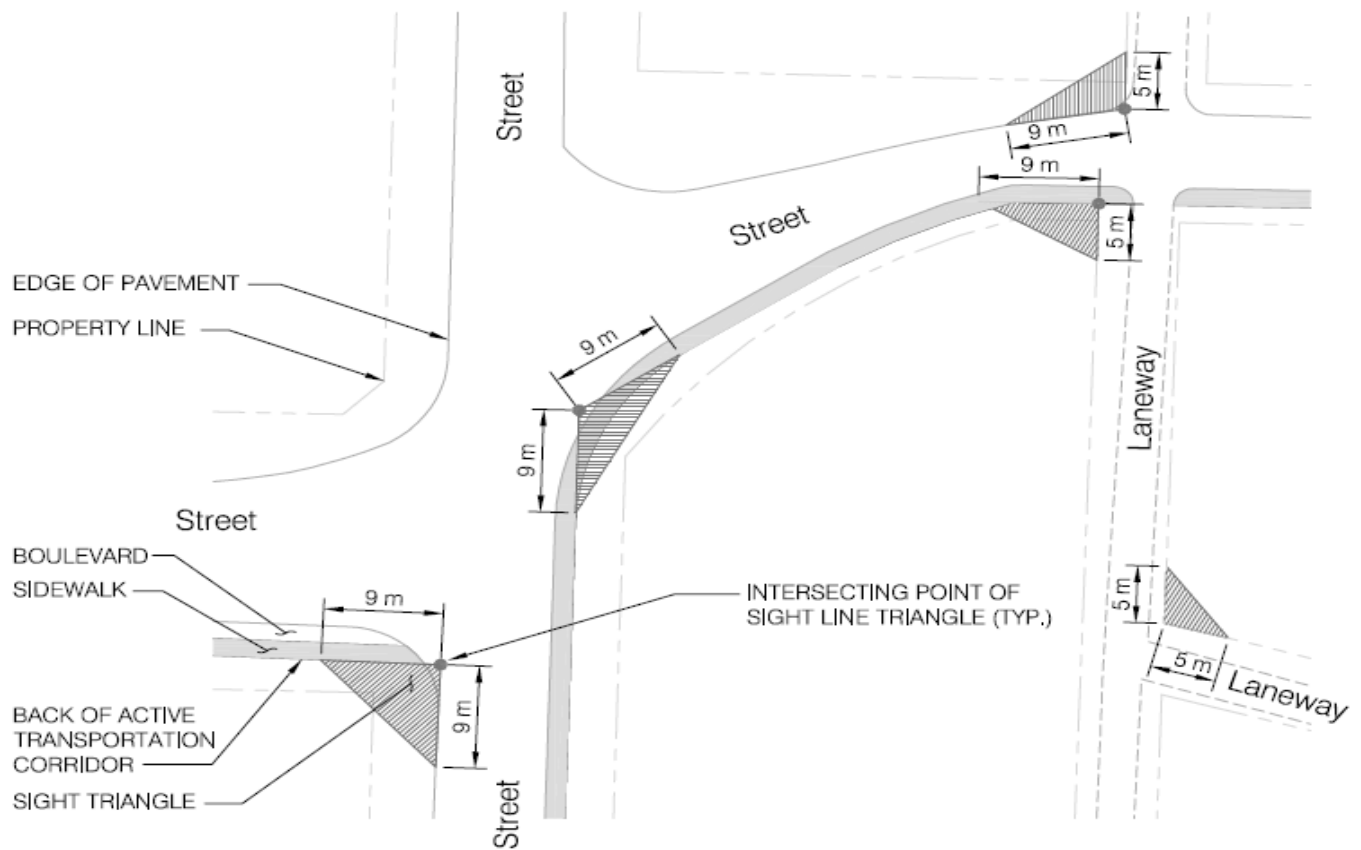 Street
5 m
9 m
9 m
Street
5 m
EDGE OF PAVEMENT
PROPERTY LINE
9 m
Laneway
9 m
Street
BOULEVARD
SIDEWALK
9 m
INTERSECTING POINT OF
SIGHT LINE TRIANGLE (TYP.)
5 m
5 m
Laneway
BACK OF ACTIVE
TRANSPORTATION
CORRIDOR
9 m
SIGHT TRIANGLE
Street